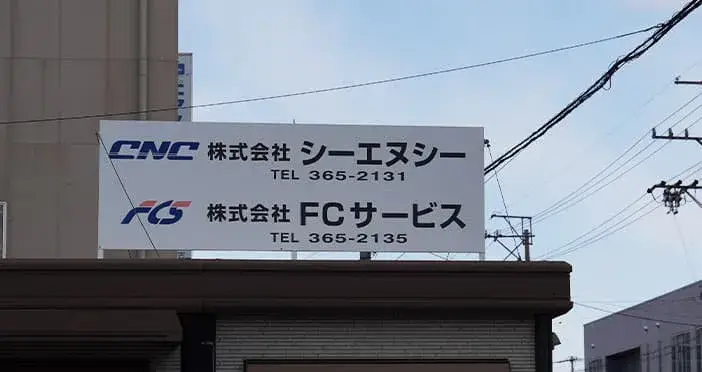 CNC 株式会社 シーエヌシー
TEL 365-2131
FCS 株式会社 FCサービス
TEL 365-2135